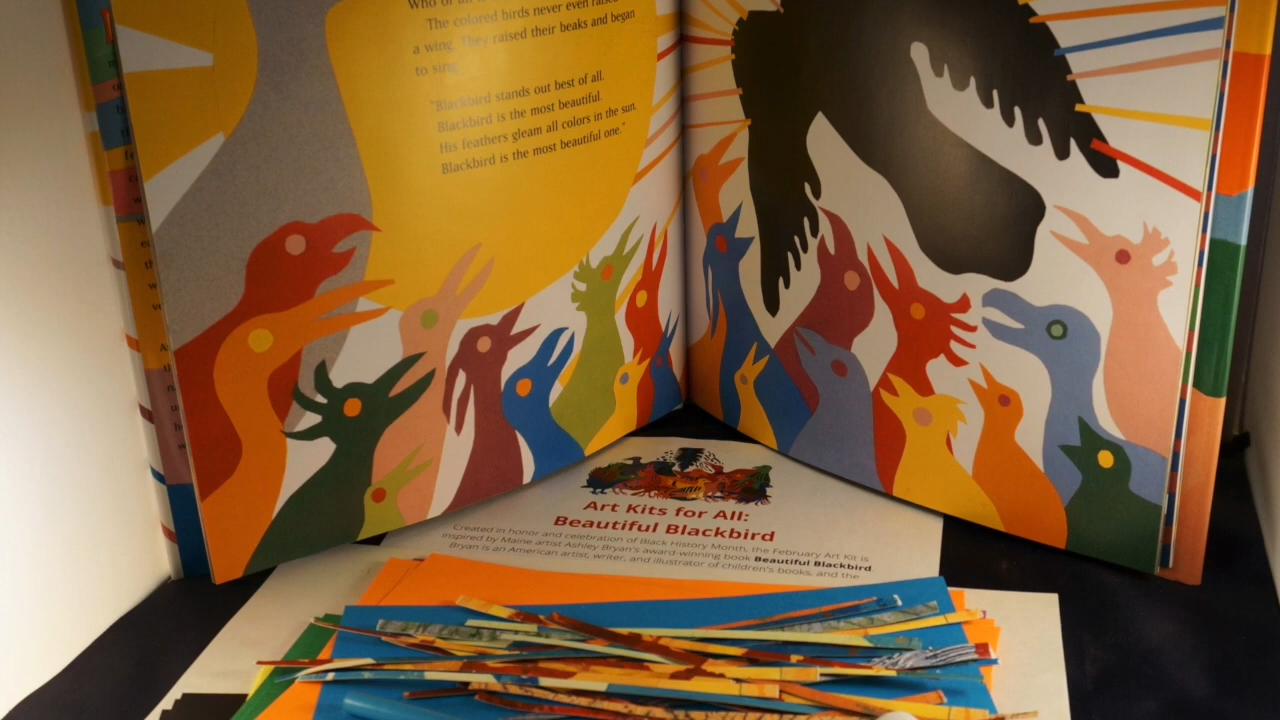 Who or all is
The colored birds never even raised
a wing. They raised their beaks and began
to sing.
"Blackbird stands out best of all.
Blackbird is the most beautiful.
His feathers gleam all colors in the sun.
Blackbird is the most beautiful one."
Art Kits for All:
Beautiful Blackbird
Created in honor and celebration of Black History Month, the February Art Kit is
inspired by Maine artist Ashley Bryan's award-winning book Beautiful Blackbird.
Bryan is an American artist, writer, and illustrator of children's books, and the